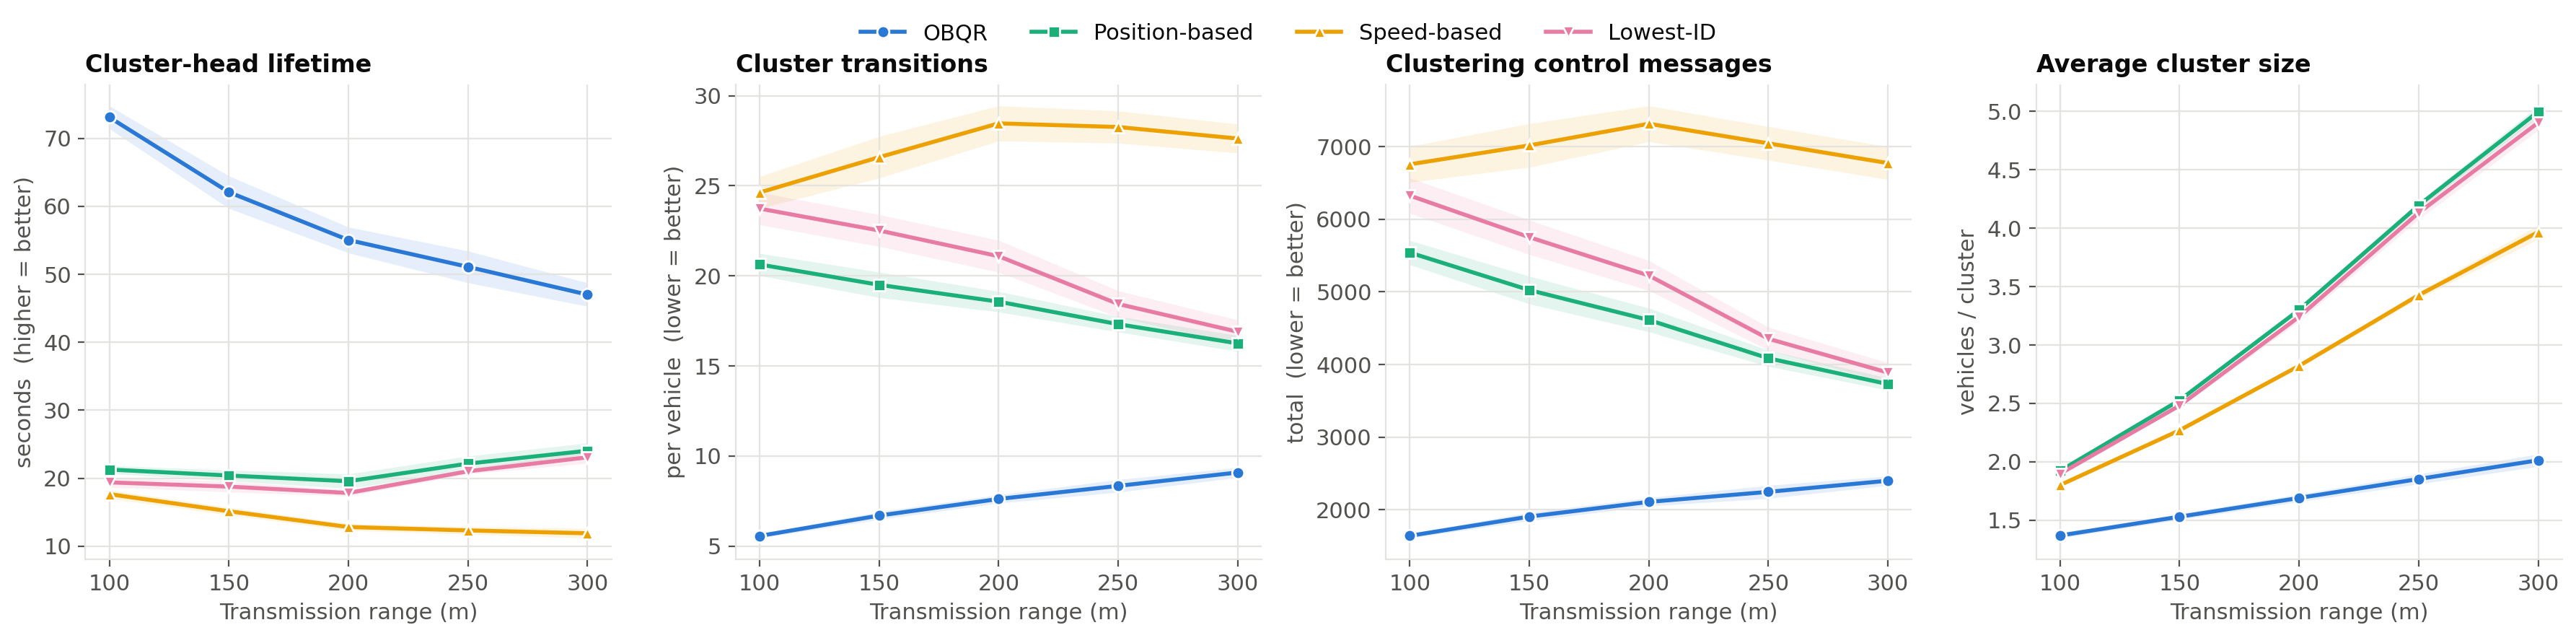 OBQR Position-based Speed-based Lowest-ID
Cluster-head lifetime
seconds (higher = better)
70
60
50
40
30
20
10
100 150 200 250 300
Transmission range (m)
Cluster transitions
per vehicle (lower = better)
30
25
20
15
10
5
100 150 200 250 300
Transmission range (m)
Clustering control messages
total (lower = better)
7000
6000
5000
4000
3000
2000
100 150 200 250 300
Transmission range (m)
Average cluster size
vehicles / cluster
5.0
4.5
4.0
3.5
3.0
2.5
2.0
1.5
100 150 200 250 300
Transmission range (m)